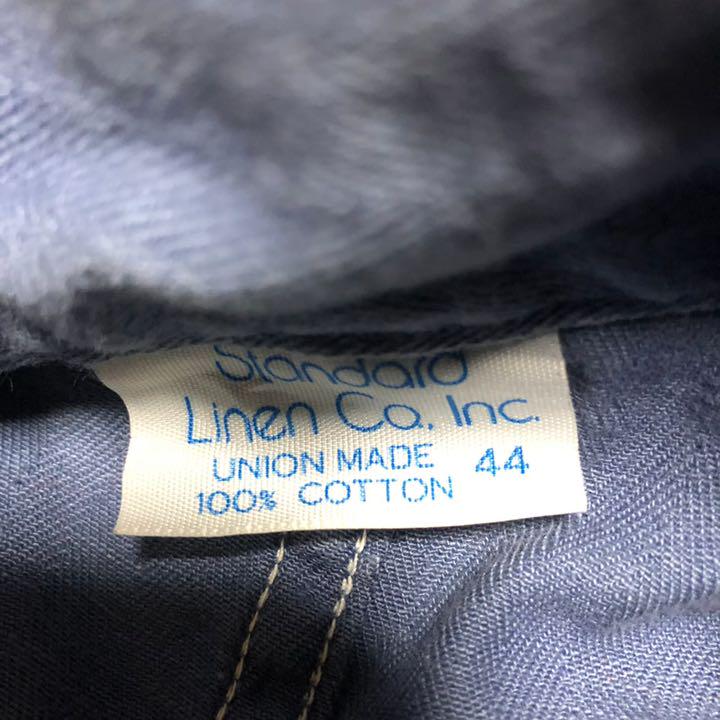 Standard
Linen Co. Inc.
UNION MADE 44
100% COTTON